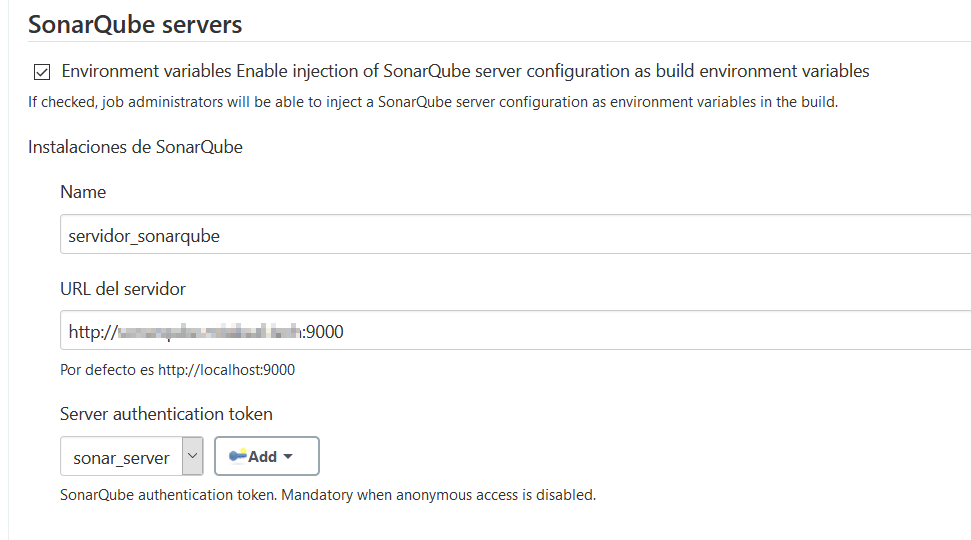 SonarQube servers
Environment variables Enable injection of SonarQube server configuration as build environment variables
If checked, job administrators will be able to inject a SonarQube server configuration as environment variables in the build.
Instalaciones de SonarQube
Name
servidor_sonarqube
URL del servidor
http:// :9000
Por defecto es http://localhost:9000
Server authentication token
sonar_server Add
SonarQube authentication token. Mandatory when anonymous access is disabled.